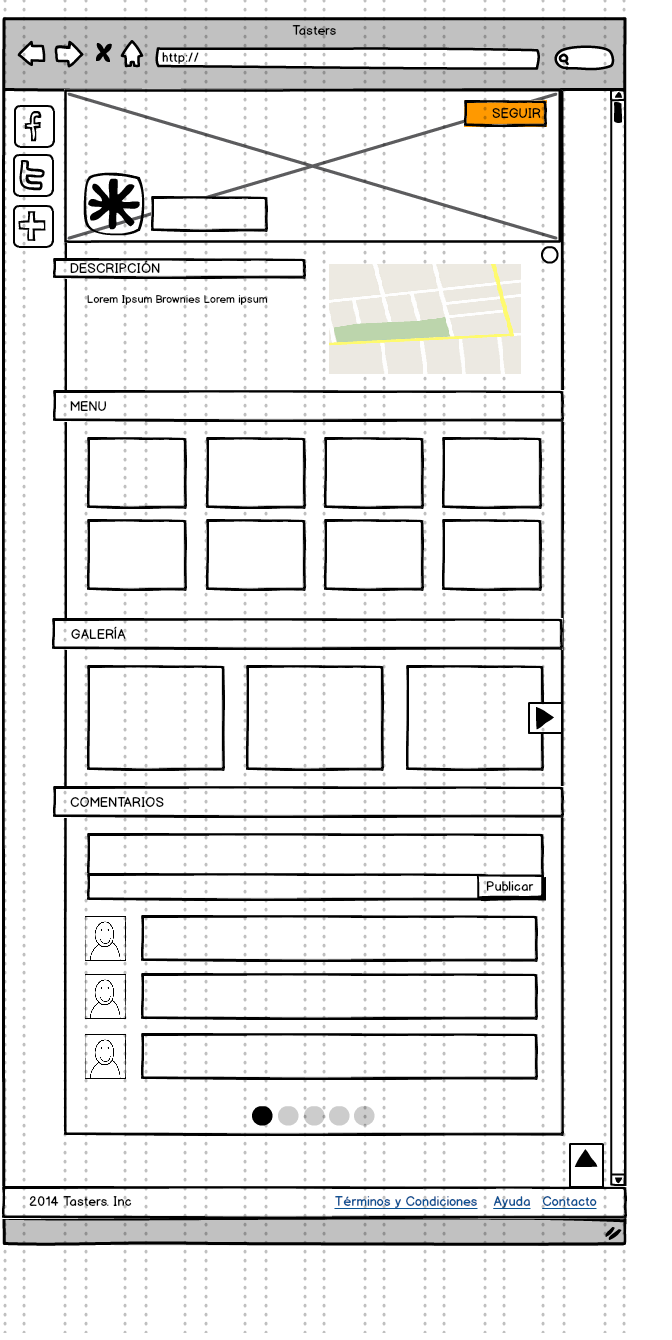 Tasters
http://
SEGUIR
DESCRIPCIÓN
Lorem Ipsum Brownies Lorem ipsum
MENU
GALERÍA
COMENTARIOS
Publicar
2014 Tasters. Inc Términos y Condiciones Ayuda Contacto